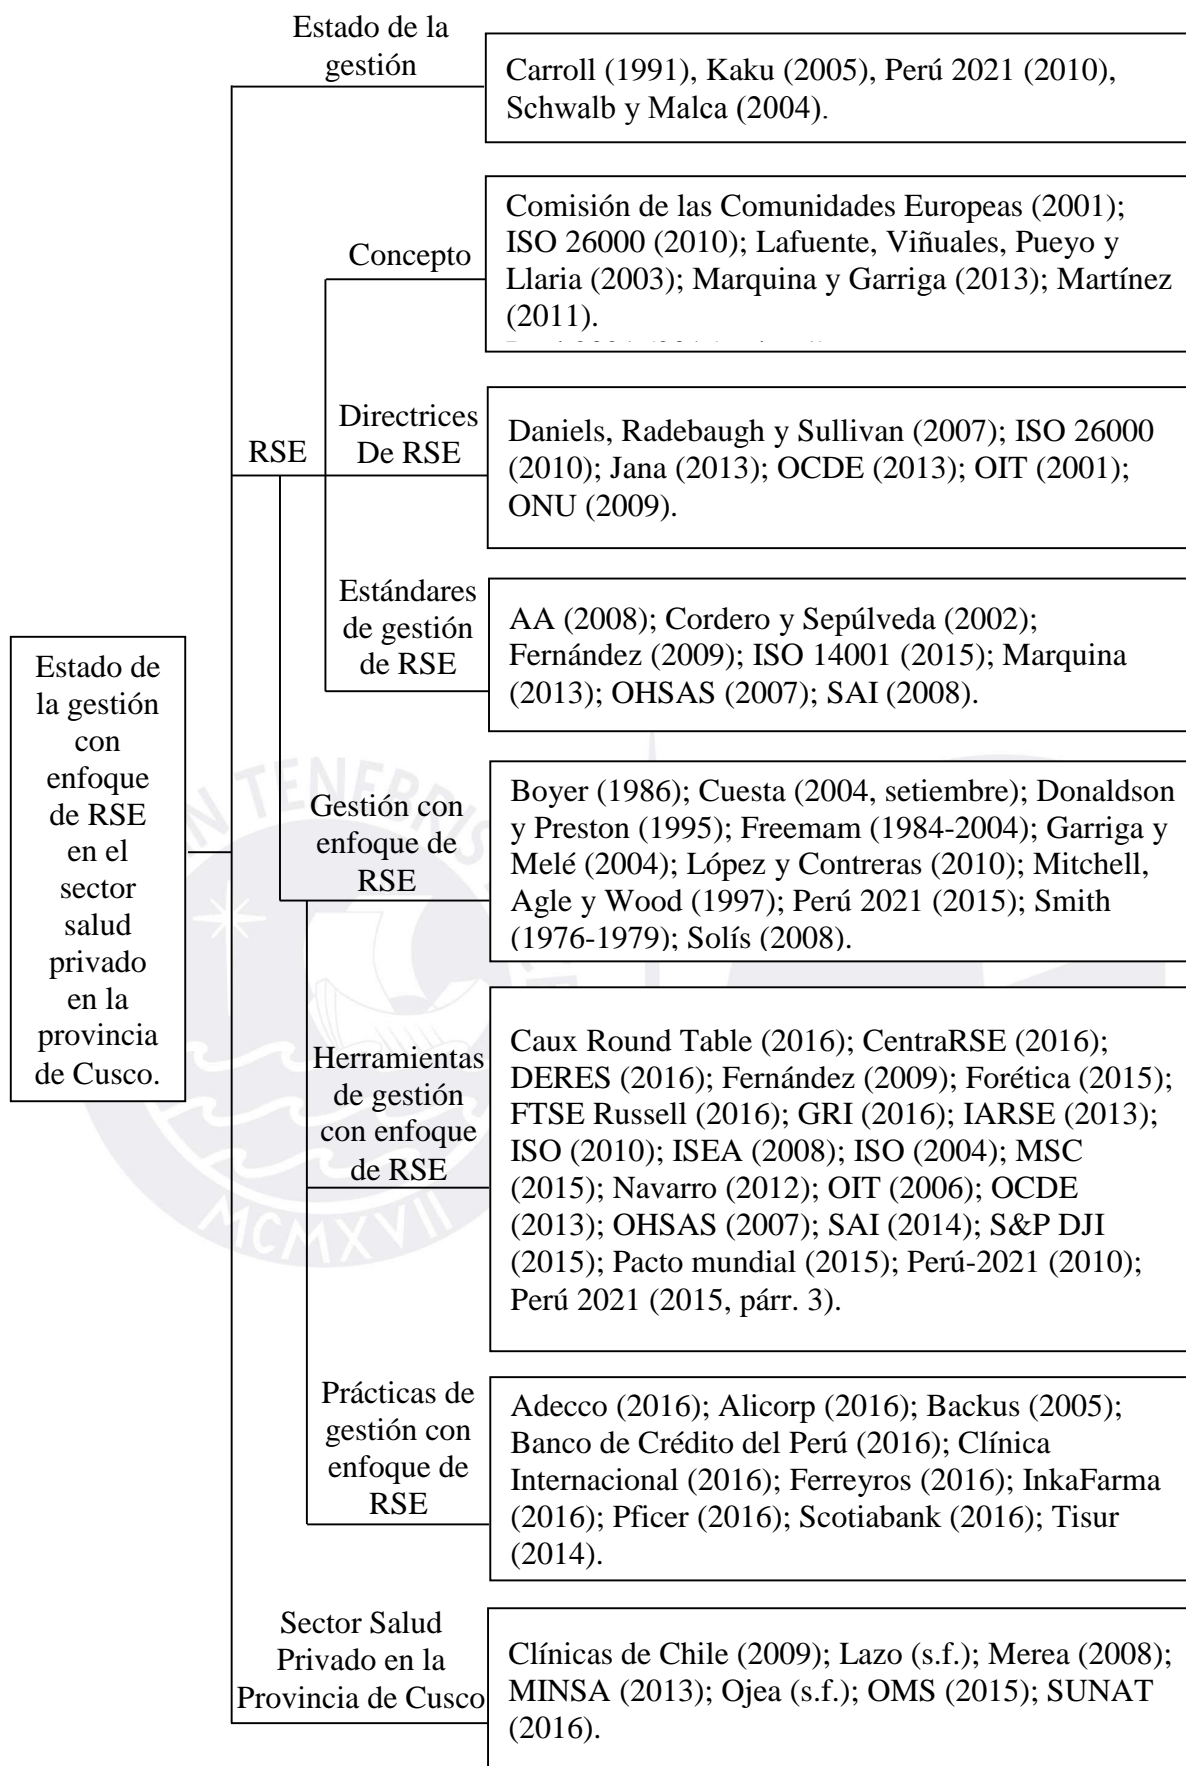 Estado de la
gestión
Carroll (1991), Kaku (2005), Perú 2021 (2010),
Schwalb y Malca (2004).
Concepto
Comisión de las Comunidades Europeas (2001);
ISO 26000 (2010); Lafuente, Viñuales, Pueyo y
Llaria (2003); Marquina y Garriga (2013); Martínez
(2011).
RSE
Directrices
De RSE
Daniels, Radebaugh y Sullivan (2007); ISO 26000
(2010); Jana (2013); OCDE (2013); OIT (2001);
ONU (2009).
Estándares
de gestión
de RSE
AA (2008); Cordero y Sepúlveda (2002);
Fernández (2009); ISO 14001 (2015); Marquina
(2013); OHSAS (2007); SAI (2008).
Estado de
la gestión
con
enfoque
de RSE
en el
sector
salud
privado
en la
provincia
de Cusco.
Gestión con
enfoque de
RSE
Boyer (1986); Cuesta (2004, setiembre); Donaldson
y Preston (1995); Freemam (1984-2004); Garriga y
Melé (2004); López y Contreras (2010); Mitchell,
Agle y Wood (1997); Perú 2021 (2015); Smith
(1976-1979); Solís (2008).
Herramientas
de gestión
con enfoque
de RSE
Caux Round Table (2016); CentraRSE (2016);
DERES (2016); Fernández (2009); Forética (2015);
FTSE Russell (2016); GRI (2016); IARSE (2013);
ISO (2010); ISEA (2008); ISO (2004); MSC
(2015); Navarro (2012); OIT (2006); OCDE
(2013); OHSAS (2007); SAI (2014); S&P DJI
(2015); Pacto mundial (2015); Perú-2021 (2010);
Perú 2021 (2015, párr. 3).
Prácticas de
gestión con
enfoque de
RSE
Adecco (2016); Alicorp (2016); Backus (2005);
Banco de Crédito del Perú (2016); Clínica
Internacional (2016); Ferreyros (2016); InkaFarma
(2016); Pficer (2016); Scotiabank (2016); Tisur
(2014).
Sector Salud
Privado en la
Provincia de Cusco
Clínicas de Chile (2009); Lazo (s.f.); Merea (2008);
MINSA (2013); Ojea (s.f.); OMS (2015); SUNAT
(2016).
TENEBRIS
MCMXVII